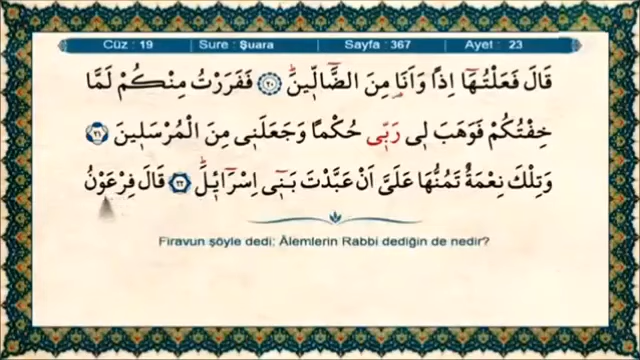 Cüz : 19 Sure : Şuara Sayfa : 367 Ayet : 23
قَالَ فَعَلْتُهَٓا اِذًا وَاَنَا۬ مِنَ الضَّٓالّ۪ينَۜ ﴿٢٠﴾ فَفَرَرْتُ مِنْكُمْ لَمَّا
خِفْتُكُمْ فَوَهَبَ ل۪ي رَبّ۪ي حُكْمًا وَجَعَلَن۪ي مِنَ الْمُرْسَل۪ينَ ﴿٢١﴾
وَتِلْكَ نِعْمَةٌ تَمُنُّهَا عَلَيَّ اَنْ عَبَّدْتَ بَن۪ٓي اِسْرَٓائ۪لَۜ ﴿٢٢﴾ قَالَ فِرْعَوْنُ
Firavun şöyle dedi; Âlemlerin Rabbi dediğin de nedir?